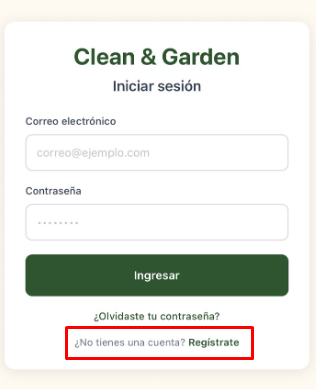 Clean & Garden
Iniciar sesión
Correo electrónico
correo@ejemplo.com
Contraseña
--------
Ingresar
¿Olvidaste tu contraseña?
¿No tienes una cuenta? Regístrate